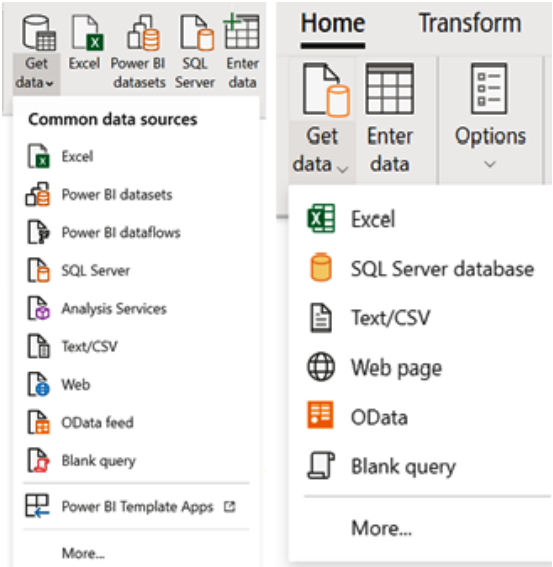 Get data
Excel
Power BI datasets
SQL Server
Enter data
Common data sources
Excel
Power BI datasets
Power BI dataflows
SQL Server
Analysis Services
Text/CSV
Web
OData feed
Blank query
Power BI Template Apps
More...
Home Transform
Get data
Enter data
Options
Excel
SQL Server database
Text/CSV
Web page
OData
Blank query
More...